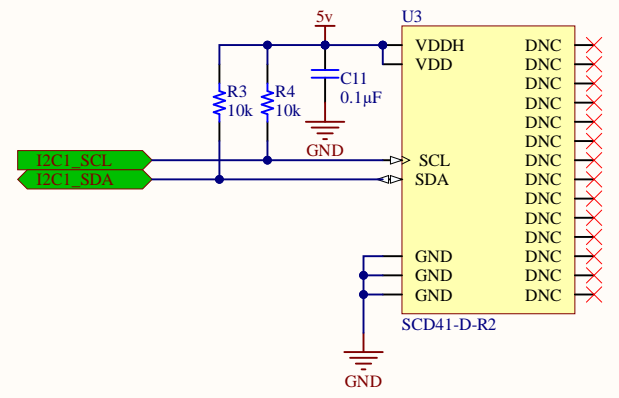 5v
U3
VDDH DNC
VDD DNC
DNC
R3 R4 C11 DNC
10k 10k 0.1µF DNC
GND DNC
I2C1_SCL SCL DNC
I2C1_SDA SDA DNC
DNC
DNC
DNC
GND DNC
GND DNC
GND DNC
SCD41-D-R2
GND